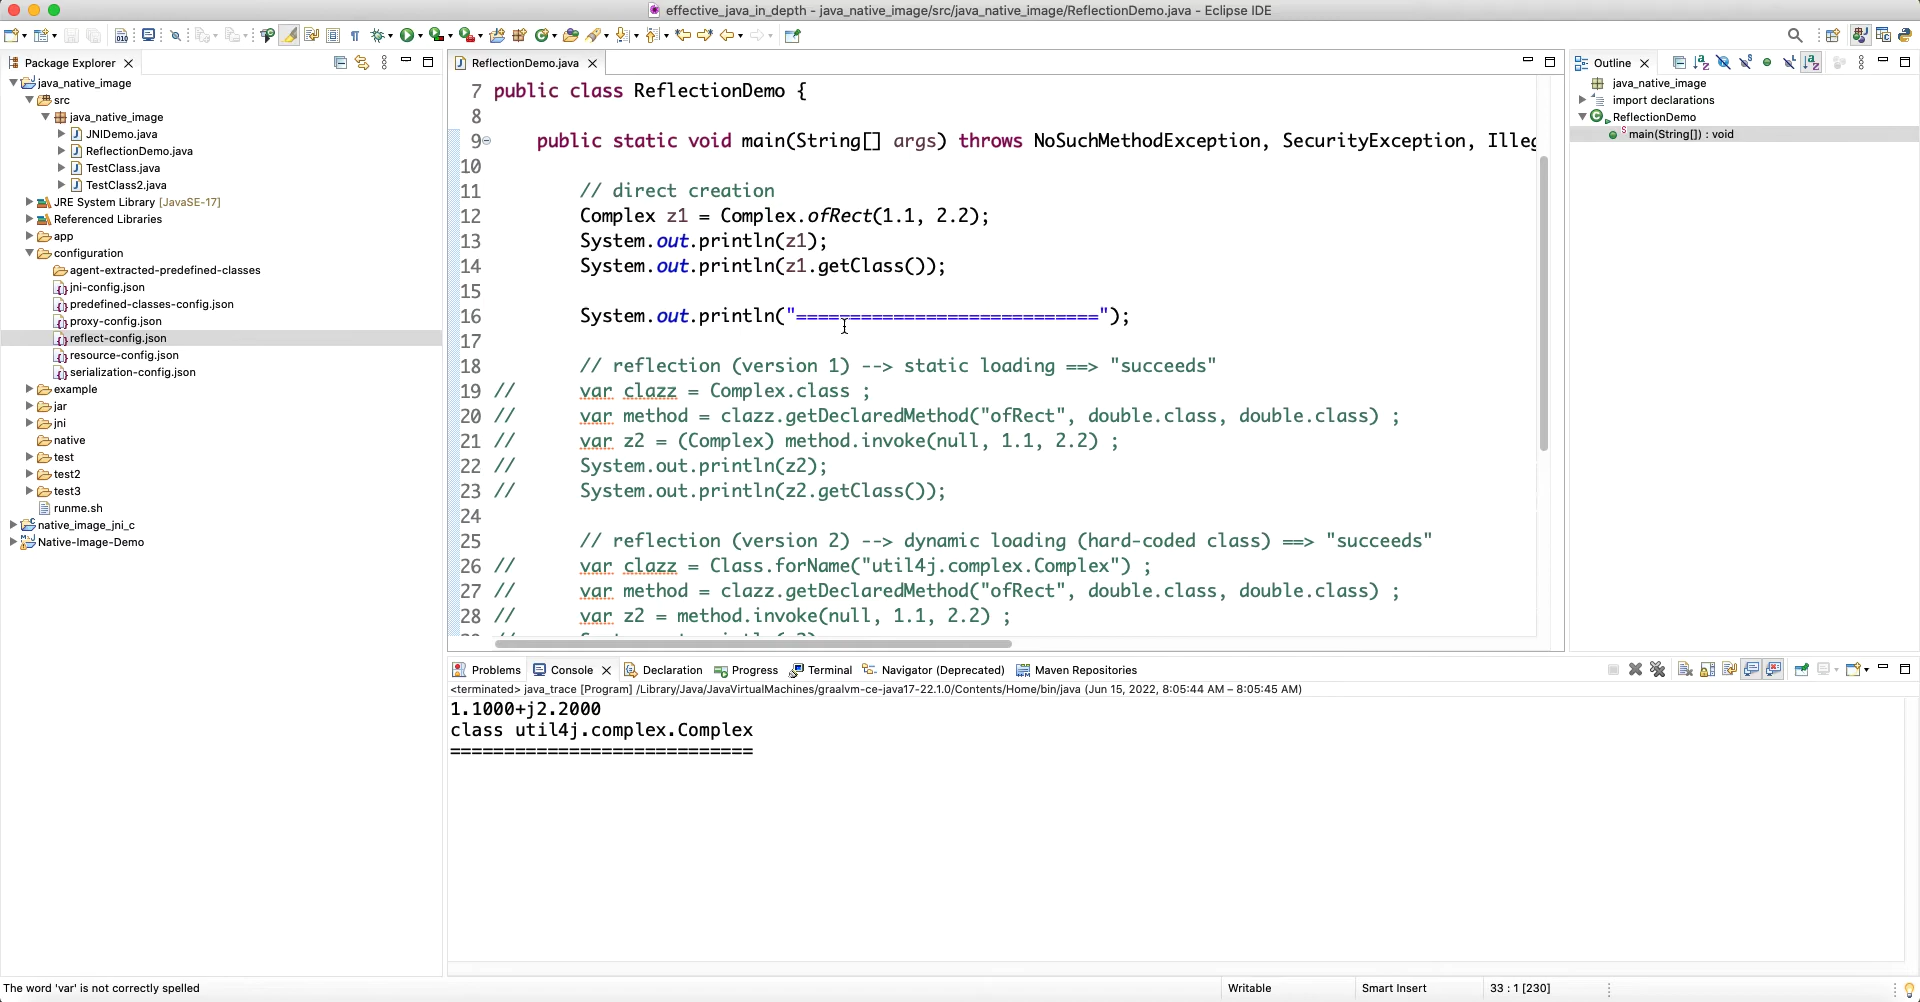 effective_java_in_depth - java_native_image/src/java_native_image/ReflectionDemo.java - Eclipse IDE
Package Explorer
java_native_image
src
java_native_image
JNIDemo.java
ReflectionDemo.java
TestClass.java
TestClass2.java
JRE System Library [JavaSE-17]
Referenced Libraries
app
configuration
agent-extracted-predefined-classes
jni-config.json
predefined-classes-config.json
proxy-config.json
reflect-config.json
resource-config.json
serialization-config.json
example
jar
jni
native
test
test2
test3
runme.sh
native_image_jni_c
Native-Image-Demo
ReflectionDemo.java
7 public class ReflectionDemo {
8
9 public static void main(String[] args) throws NoSuchMethodException, SecurityException, Illeg
10
11 // direct creation
12 Complex z1 = Complex.ofRect(1.1, 2.2);
13 System.out.println(z1);
14 System.out.println(z1.getClass());
15
16 System.out.println("============================");
17
18 // reflection (version 1) --> static loading ==> "succeeds"
19 // var clazz = Complex.class ;
20 // var method = clazz.getDeclaredMethod("ofRect", double.class, double.class) ;
21 // var z2 = (Complex) method.invoke(null, 1.1, 2.2) ;
22 // System.out.println(z2);
23 // System.out.println(z2.getClass());
24
25 // reflection (version 2) --> dynamic loading (hard-coded class) ==> "succeeds"
26 // var clazz = Class.forName("util4j.complex.Complex") ;
27 // var method = clazz.getDeclaredMethod("ofRect", double.class, double.class) ;
28 // var z2 = method.invoke(null, 1.1, 2.2) ;
Outline
java_native_image
import declarations
ReflectionDemo
main(String[]) : void
Problems Console Declaration Progress Terminal Navigator (Deprecated) Maven Repositories
<terminated> java_trace [Program] /Library/Java/JavaVirtualMachines/graalvm-ce-java17-22.1.0/Contents/Home/bin/java (Jun 15, 2022, 8:05:44 AM – 8:05:45 AM)
1.1000+j2.2000
class util4j.complex.Complex
============================
The word 'var' is not correctly spelled
Writable
Smart Insert
33 : 1 [230]